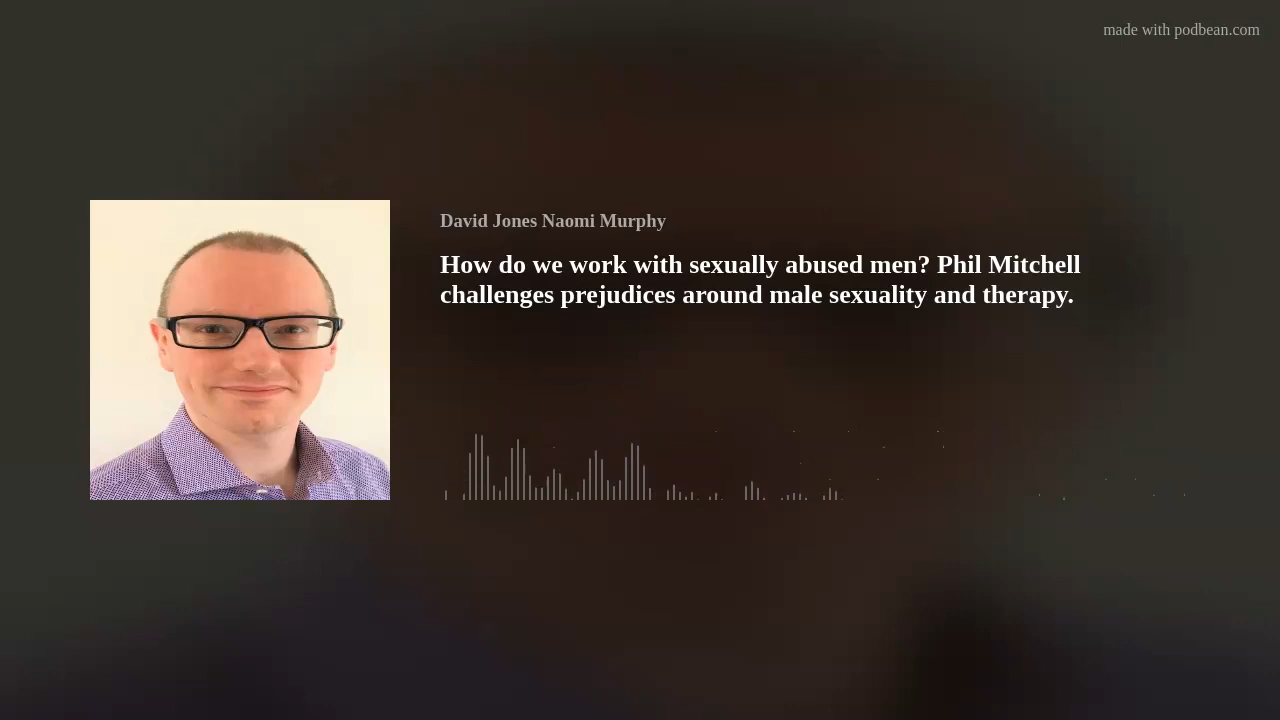 made with podbean.com
David Jones Naomi Murphy
How do we work with sexually abused men? Phil Mitchell
challenges prejudices around male sexuality and therapy.